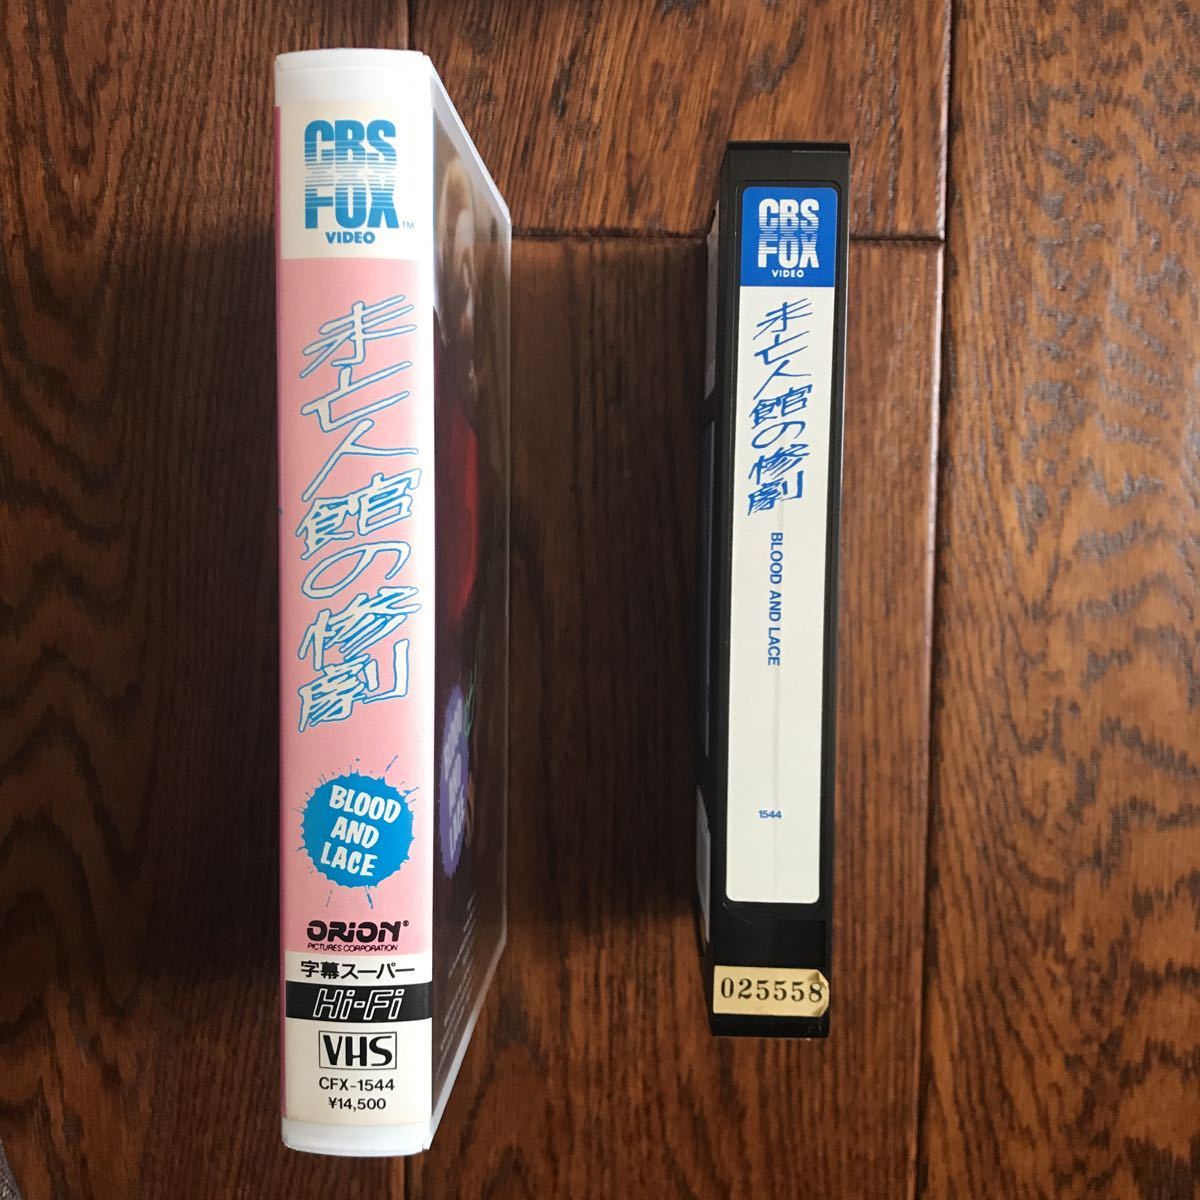 CBS
FOX
TM
VIDEO
未亡人館の惨劇
BLOOD
AND
LACE
ORION®
PICTURES CORPORATION
字幕スーパー
Hi-Fi
VHS
CFX-1544
¥14,500
CBS
FOX
VIDEO
未亡人館の惨劇
BLOOD AND LACE
1544
025558